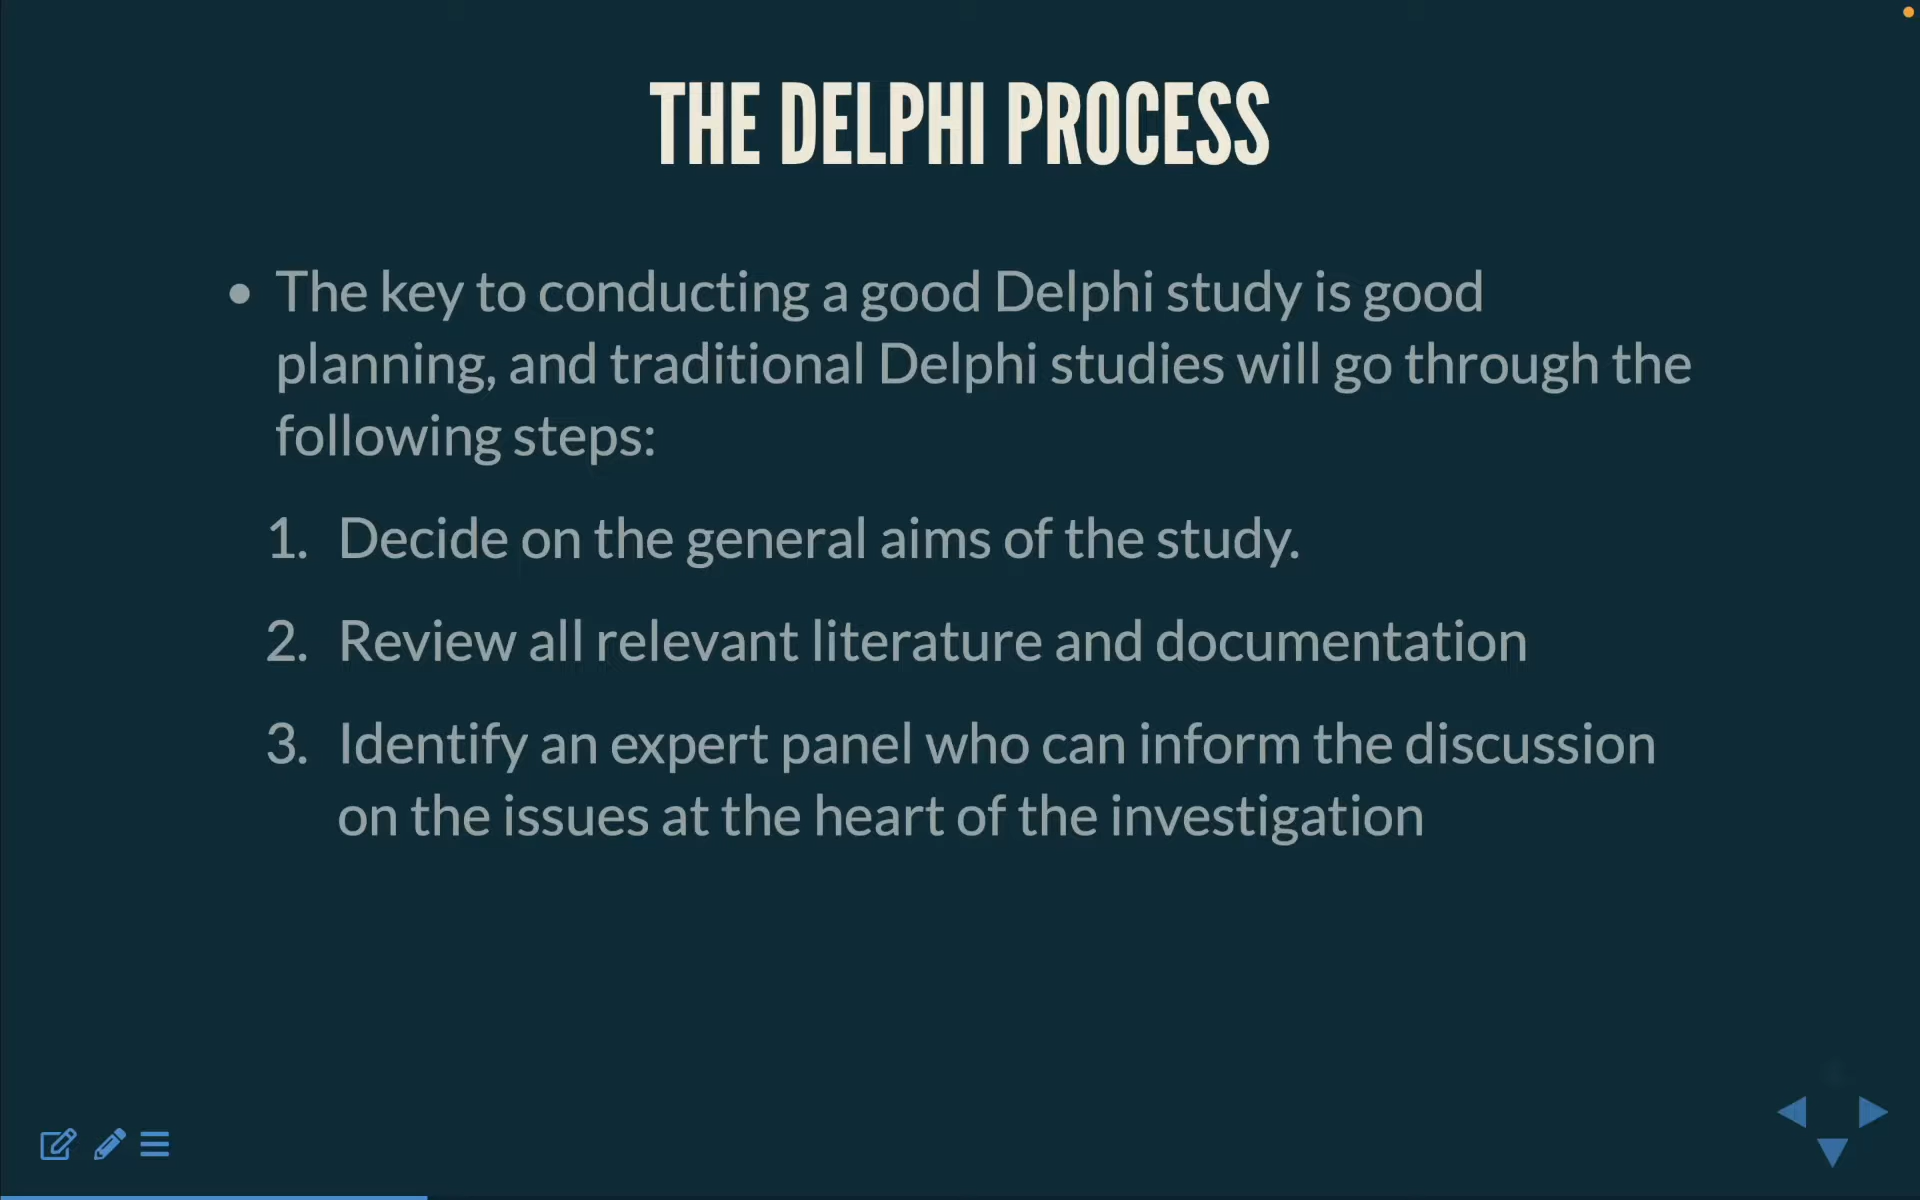 THE DELPHI PROCESS
• The key to conducting a good Delphi study is good
planning, and traditional Delphi studies will go through the
following steps:
1. Decide on the general aims of the study.
2. Review all relevant literature and documentation
3. Identify an expert panel who can inform the discussion
on the issues at the heart of the investigation